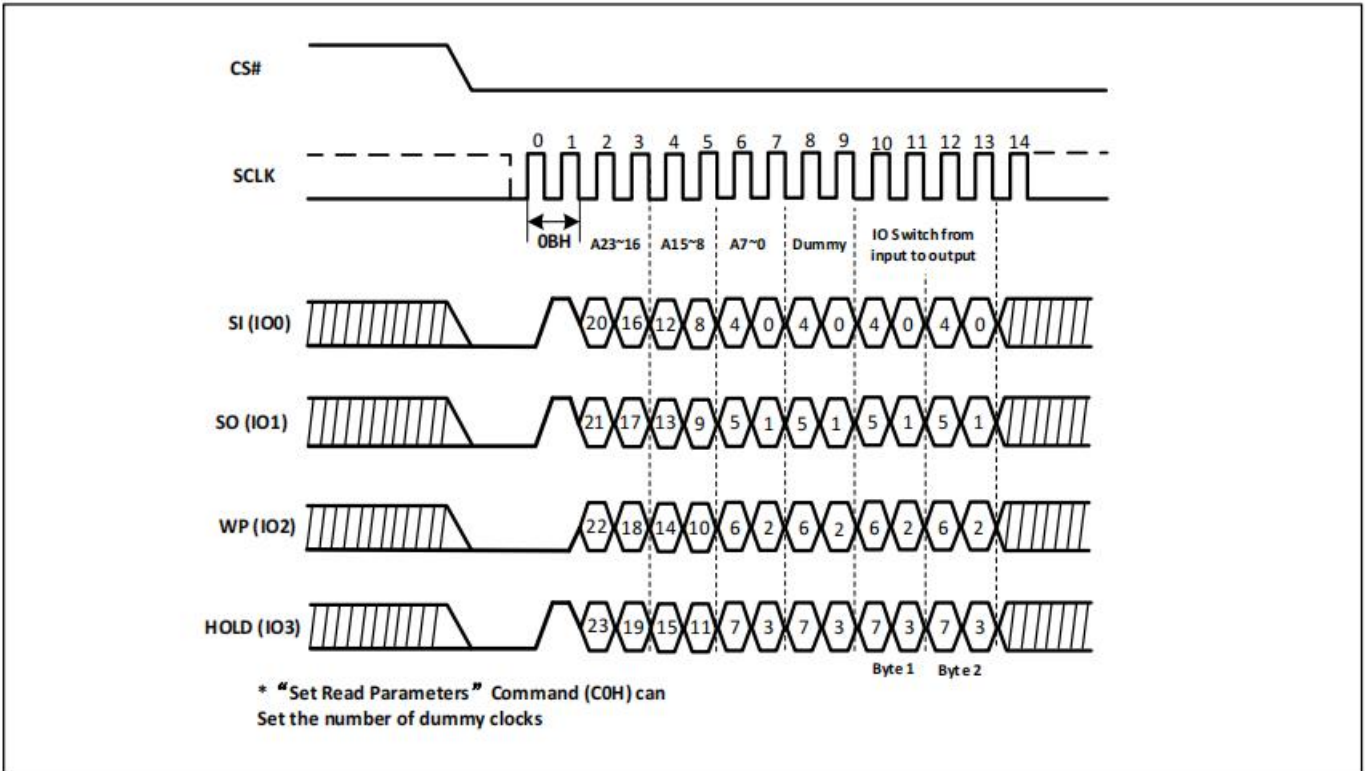 CS#
0 1 2 3 4 5 6 7 8 9 10 11 12 13 14
SCLK
0BH A23~16 A15~8 A7~0 Dummy IO Switch from
input to output
SI (IO0) 20 16 12 8 4 0 4 0 4 0 4 0
SO (IO1) 21 17 13 9 5 1 5 1 5 1 5 1
WP (IO2) 22 18 14 10 6 2 6 2 6 2 6 2
HOLD (IO3) 23 19 15 11 7 3 7 3 7 3 7 3
Byte 1 Byte 2
* “Set Read Parameters” Command (C0H) can
Set the number of dummy clocks